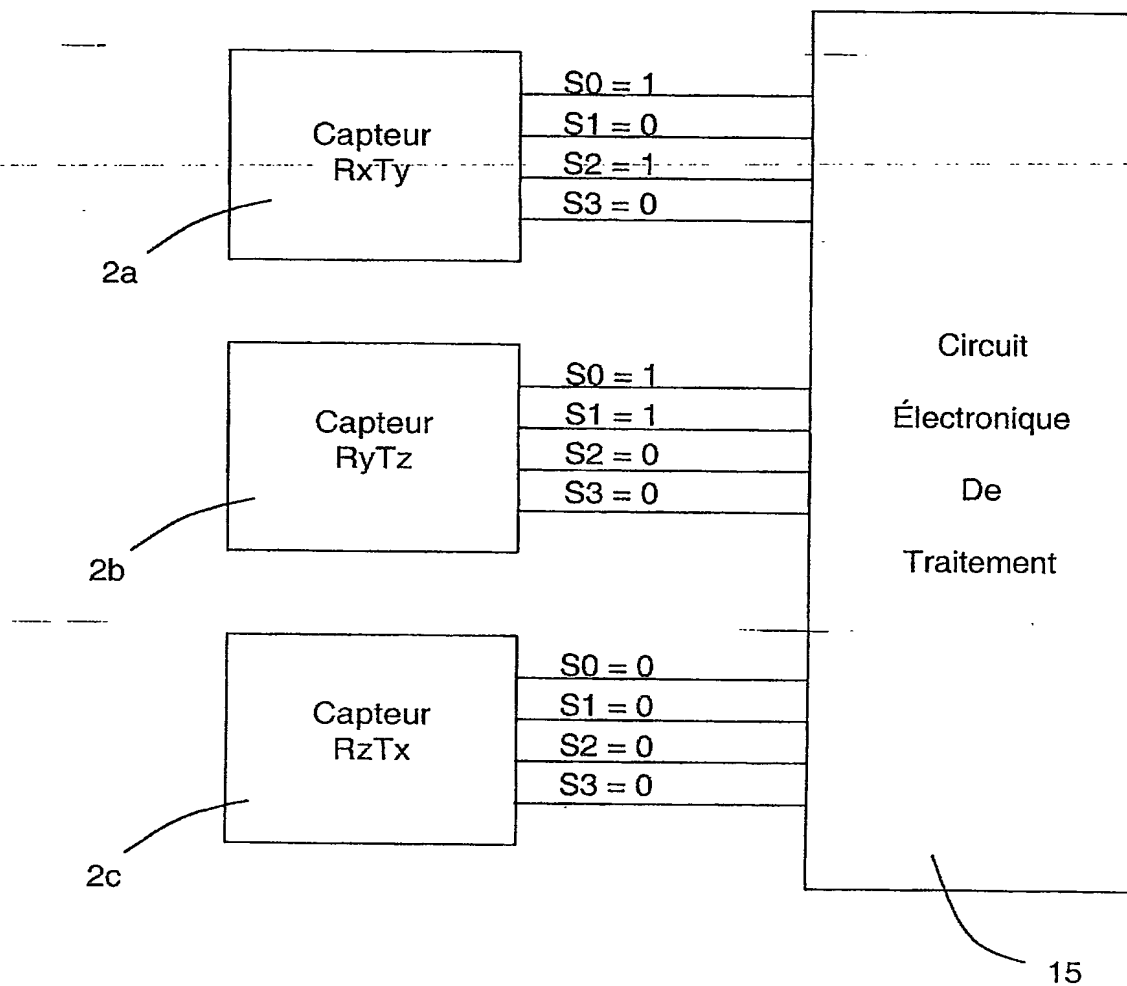 Capteur
RxTy
S0 = 1
S1 = 0
S2 = 1
S3 = 0
2a
Capteur
RyTz
S0 = 1
S1 = 1
S2 = 0
S3 = 0
2b
Capteur
RzTx
S0 = 0
S1 = 0
S2 = 0
S3 = 0
2c
Circuit
Électronique
De
Traitement
15